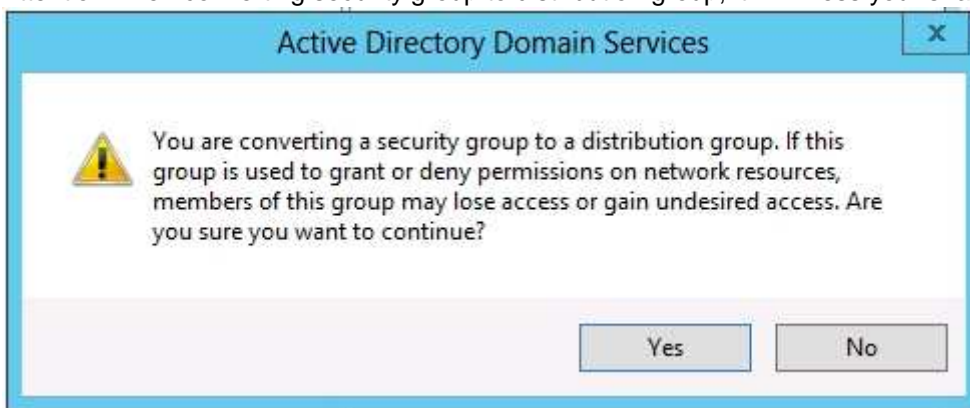 Active Directory Domain Services
x
You are converting a security group to a distribution group. If this
group is used to grant or deny permissions on network resources,
members of this group may lose access or gain undesired access. Are
you sure you want to continue?
Yes
No